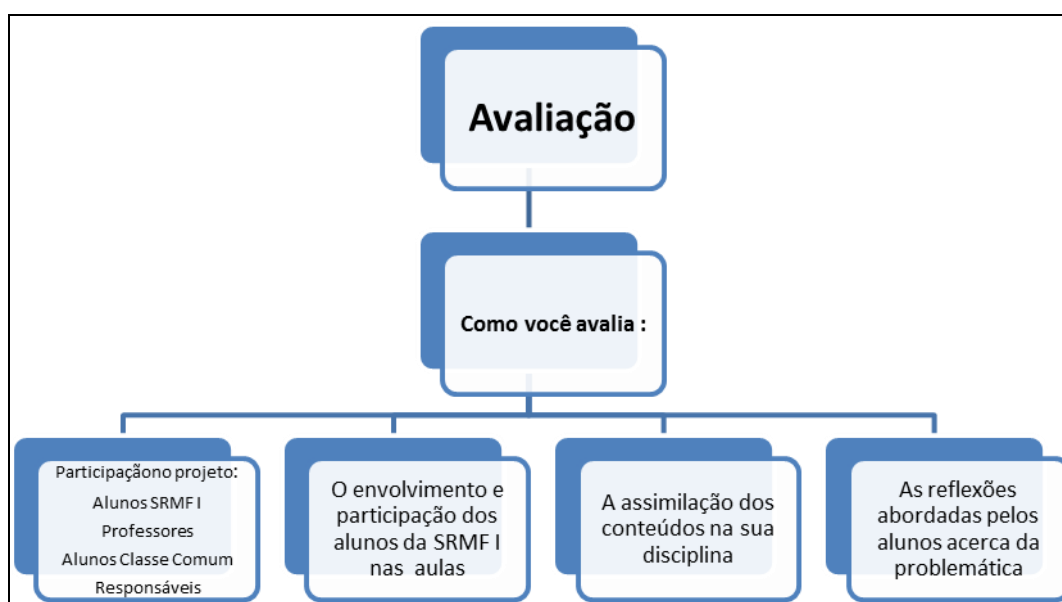 Avaliação
Como você avalia :
Participaçãono projeto:
Alunos SRMF I
Professores
Alunos Classe Comum
Responsáveis
O envolvimento e
participação dos
alunos da SRMF I
nas aulas
A assimilação dos
conteúdos na sua
disciplina
As reflexões
abordadas pelos
alunos acerca da
problemática